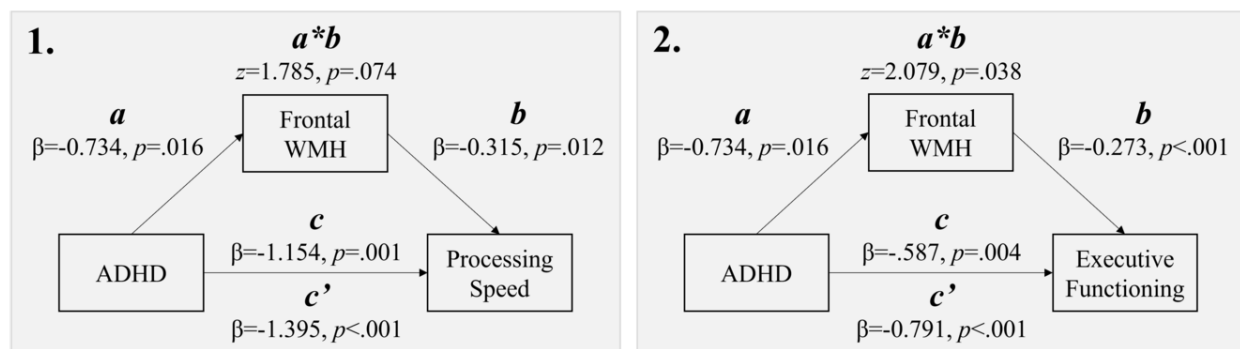 1.
a*b
z=1.785, p=.074
a
β=-0.734, p=.016
Frontal
WMH
b
β=-0.315, p=.012
ADHD
c
β=-1.154, p=.001
c’
β=-1.395, p<.001
Processing
Speed
2.
a*b
z=2.079, p=.038
a
β=-0.734, p=.016
Frontal
WMH
b
β=-0.273, p<.001
ADHD
c
β=-.587, p=.004
c’
β=-0.791, p<.001
Executive
Functioning